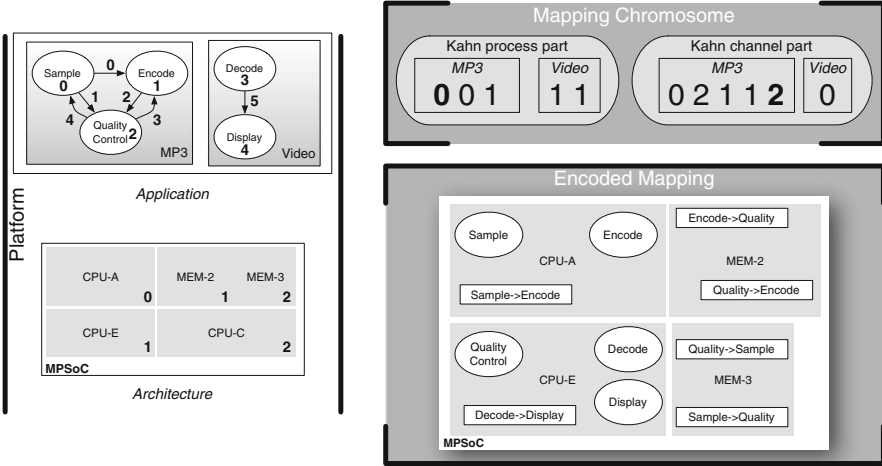 Platform
Sample
0
0
Encode
1
1
2
4
3
Quality
Control 2
MP3
Decode
3
5
Display
4
Video
Application
CPU-A
0
MEM-2
1
MEM-3
2
CPU-E
1
CPU-C
2
MPSoC
Architecture
Mapping Chromosome
Kahn process part
MP3
0 0 1
Video
1 1
Kahn channel part
MP3
0 2 1 1 2
Video
0
Encoded Mapping
Sample
Encode
CPU-A
Sample->Encode
Encode->Quality
MEM-2
Quality->Encode
Quality
Control
Decode
CPU-E
Display
Decode->Display
Quality->Sample
MEM-3
Sample->Quality
MPSoC